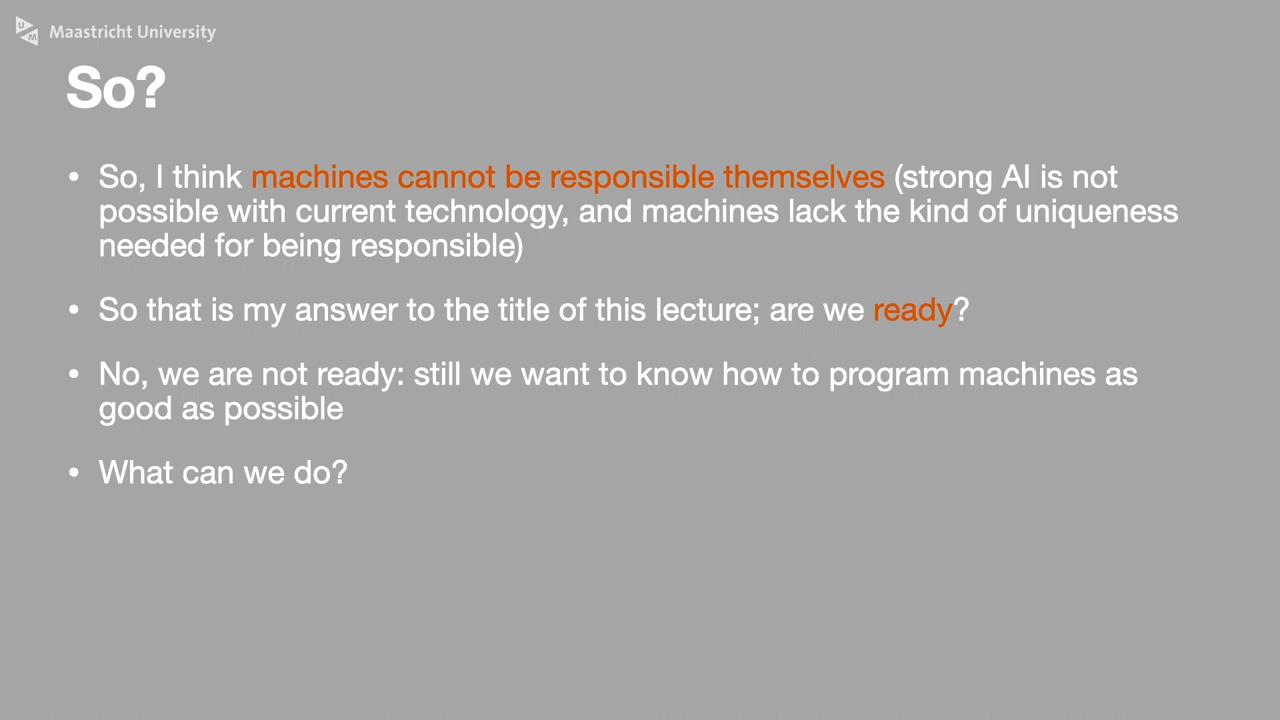 UM
Maastricht University
So?
• So, I think machines cannot be responsible themselves (strong AI is not
possible with current technology, and machines lack the kind of uniqueness
needed for being responsible)
• So that is my answer to the title of this lecture; are we ready?
• No, we are not ready: still we want to know how to program machines as
good as possible
• What can we do?